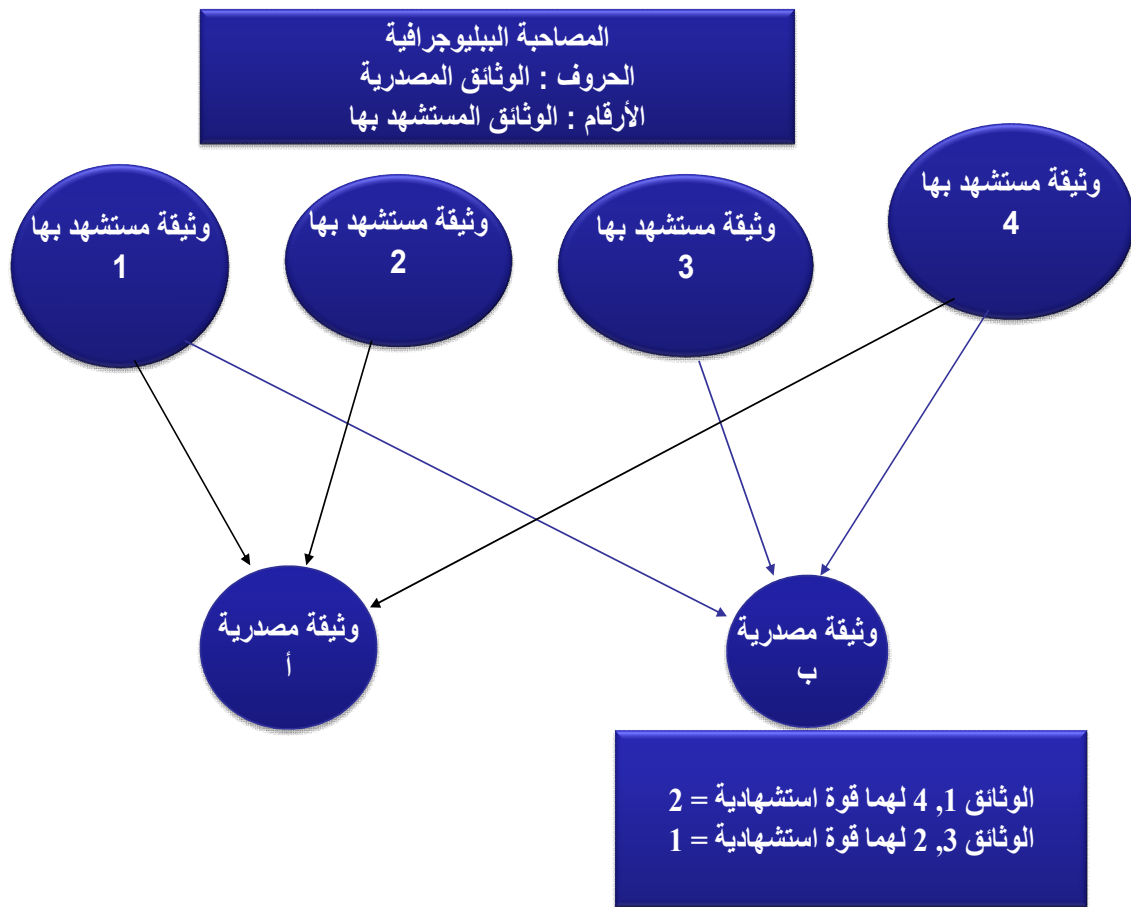 المصاحبة الببليوجرافية
الحروف : الوثائق المصدرية
الأرقام : الوثائق المستشهد بها
وثيقة مستشهد بها
4
وثيقة مستشهد بها
3
وثيقة مستشهد بها
2
وثيقة مستشهد بها
1
وثيقة مصدرية
ب
وثيقة مصدرية
أ
الوثائق 1, 4 لهما قوة استشهادية = 2
الوثائق 3, 2 لهما قوة استشهادية = 1